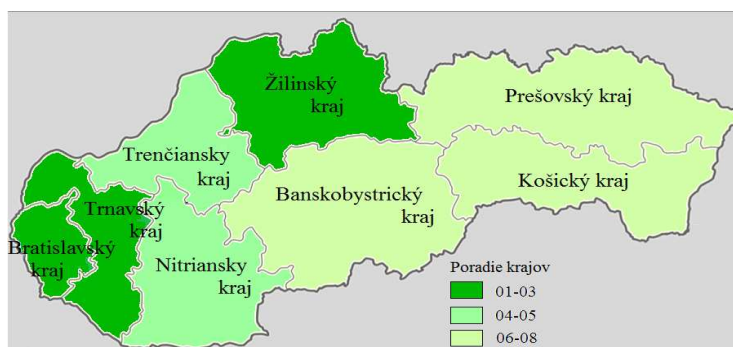 Žilinský
kraj
Prešovský kraj
Trenčiansky
kraj
Banskobystrický
kraj
Košický kraj
Trnavský
kraj
Bratislavský
kraj
Nitriansky
kraj
Poradie krajov
01-03
04-05
06-08